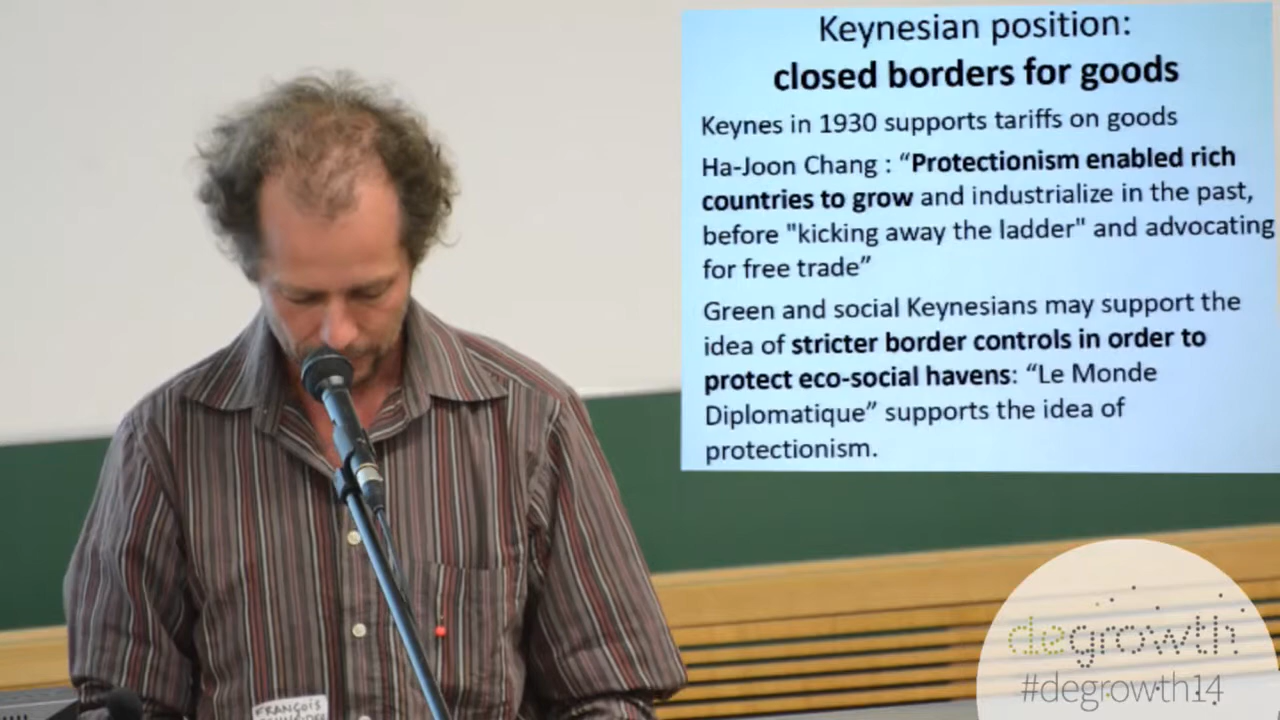 Keynesian position:
closed borders for goods
Keynes in 1930 supports tariffs on goods
Ha-Joon Chang : “Protectionism enabled rich
countries to grow and industrialize in the past,
before "kicking away the ladder" and advocating
for free trade”
Green and social Keynesians may support the
idea of stricter border controls in order to
protect eco-social havens: “Le Monde
Diplomatique” supports the idea of
protectionism.
degrowth
#degrowth14
FRANÇOIS